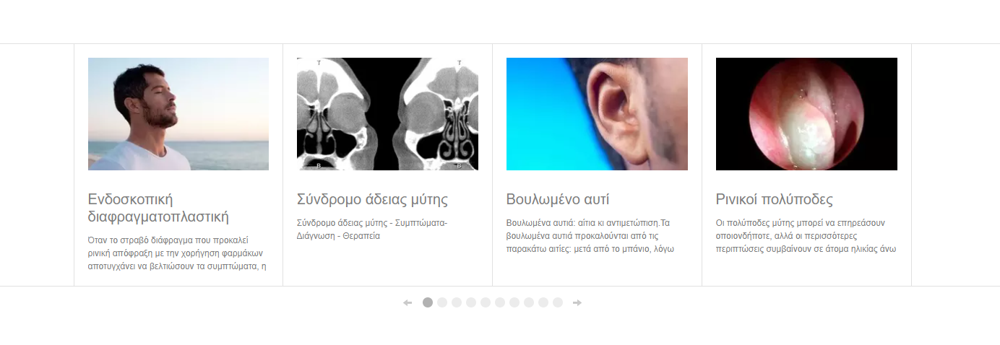 T
T
B
B
Ενδοσκοπική
διαφραγματοπλαστική
Όταν το στραβό διάφραγμα που προκαλεί
ρινική απόφραξη με την χορήγηση φαρμάκων
αποτυγχάνει να βελτιώσουν τα συμπτώματα, η
Σύνδρομο άδειας μύτης
Σύνδρομο άδειας μύτης - Συμπτώματα-
Διάγνωση - Θεραπεία
Βουλωμένο αυτί
Βουλωμένα αυτιά: αίτια κι αντιμετώπιση.Τα
βουλωμένα αυτιά προκαλούνται από τις
παρακάτω αιτίες: μετά από το μπάνιο, λόγω
Ρινικοί πολύποδες
Οι πολύποδες μύτης μπορεί να επηρεάσουν
οποιονδήποτε, αλλά οι περισσότερες
περιπτώσεις συμβαίνουν σε άτομα ηλικίας άνω